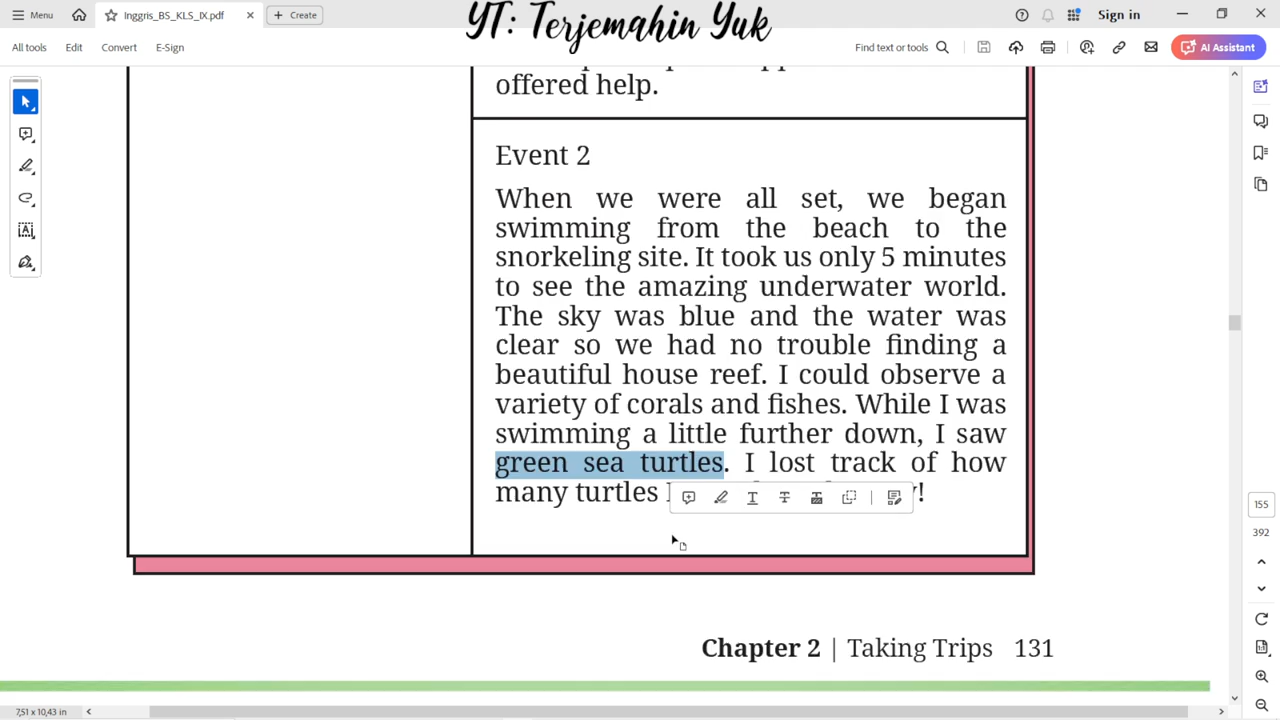 Menu
Inggris_BS_KLS_IX.pdf
Create
YT: Terjemahin Yuk
Sign in
All tools
Edit
Convert
E-Sign
Find text or tools
AI Assistant
offered help.
Event 2
When we were all set, we began
swimming from the beach to the
snorkeling site. It took us only 5 minutes
to see the amazing underwater world.
The sky was blue and the water was
clear so we had no trouble finding a
beautiful house reef. I could observe a
variety of corals and fishes. While I was
swimming a little further down, I saw
green sea turtles. I lost track of how
many turtles
155
392
Chapter 2 | Taking Trips 131
7,51 x 10,43 in